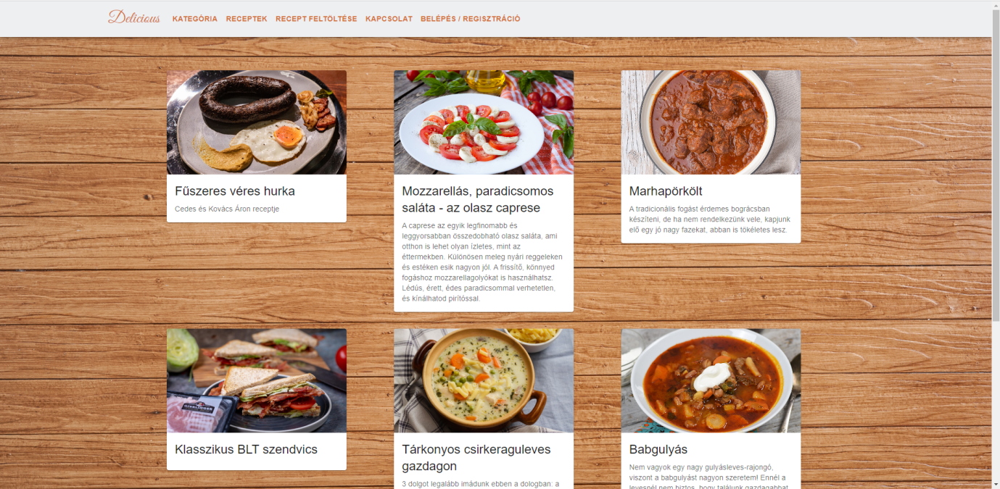 Delicious KATEGÓRIA RECEPTEK RECEPT FELTÖLTÉSE KAPCSOLAT BELÉPÉS / REGISZTRÁCIÓ
Fűszeres véres hurka
Cedes és Kovács Áron receptje
Mozzarellás, paradicsomos
saláta - az olasz caprese
A caprese az egyik legfinomabb és
leggyorsabban összedobható olasz saláta, ami
otthon is lehet olyan ízletes, mint az
éttermekben. Különösen meleg nyári reggeleken
és estéken esik nagyon jól. A frissítő, könnyed
fogáshoz mozzarellagolyókat is használhatsz.
Lédús, érett, édes paradicsommal verhetetlen,
és kínálhatod pirítóssal.
Marhapörkölt
A tradicionális fogást érdemes bográcsban
készíteni, de ha nem rendelkezünk vele, kapjunk
elő egy jó nagy fazekat, abban is tökéletes lesz.
Klasszikus BLT szendvics
Tárkonyos csirkeraguleves
gazdagon
3 dolgot legalább imádunk ebben a dologban: a
Babgulyás
Nem vagyok egy nagy gulyásleves-rajongó,
viszont a babgulyást nagyon szeretem! Ennél a
levesnél nem biztos, hogy találunk gazdagabbat